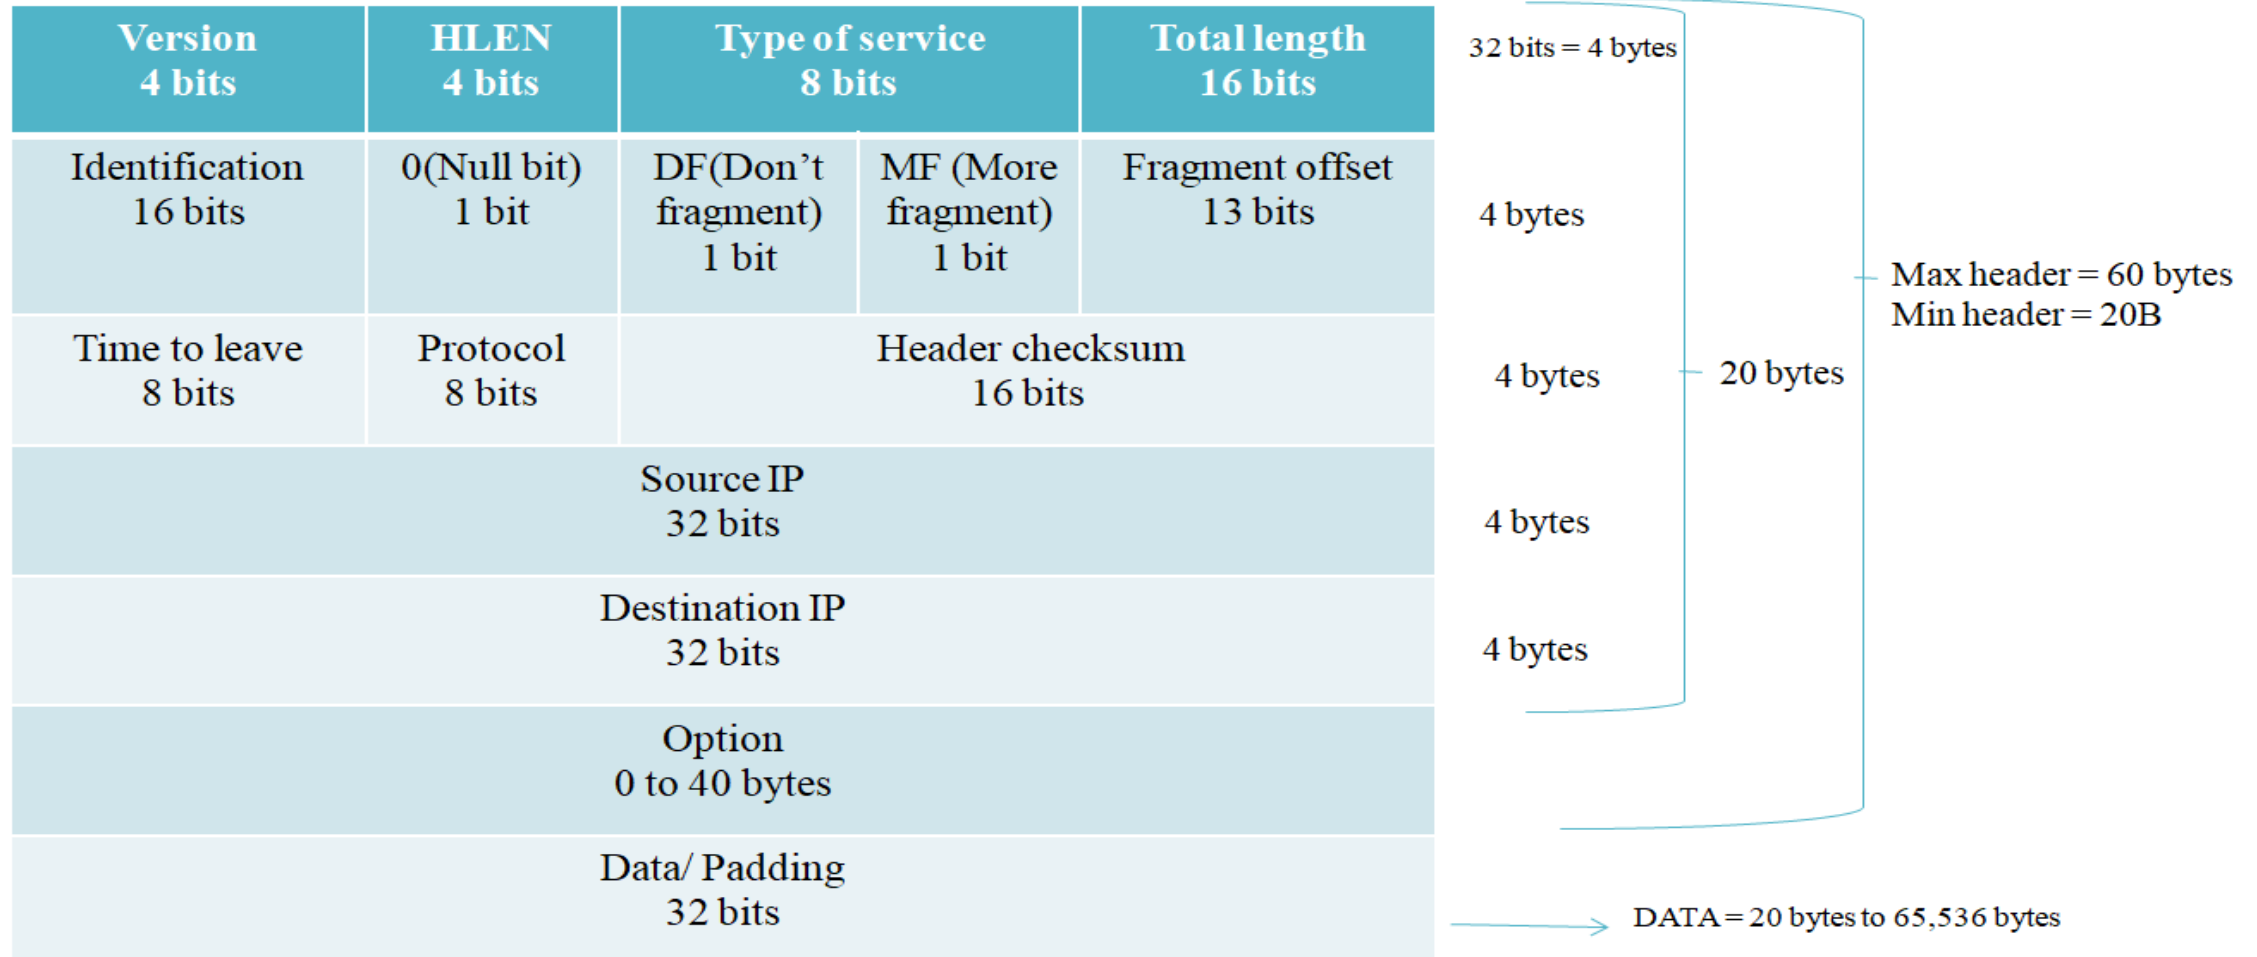 Version
4 bits
HLEN
4 bits
Type of service
8 bits
Total length
16 bits
32 bits = 4 bytes
Identification
16 bits
0(Null bit)
1 bit
DF(Don’t
fragment)
1 bit
MF (More
fragment)
1 bit
Fragment offset
13 bits
4 bytes
Max header = 60 bytes
Min header = 20B
Time to leave
8 bits
Protocol
8 bits
Header checksum
16 bits
4 bytes
20 bytes
Source IP
32 bits
4 bytes
Destination IP
32 bits
4 bytes
Option
0 to 40 bytes
Data/ Padding
32 bits
DATA = 20 bytes to 65,536 bytes